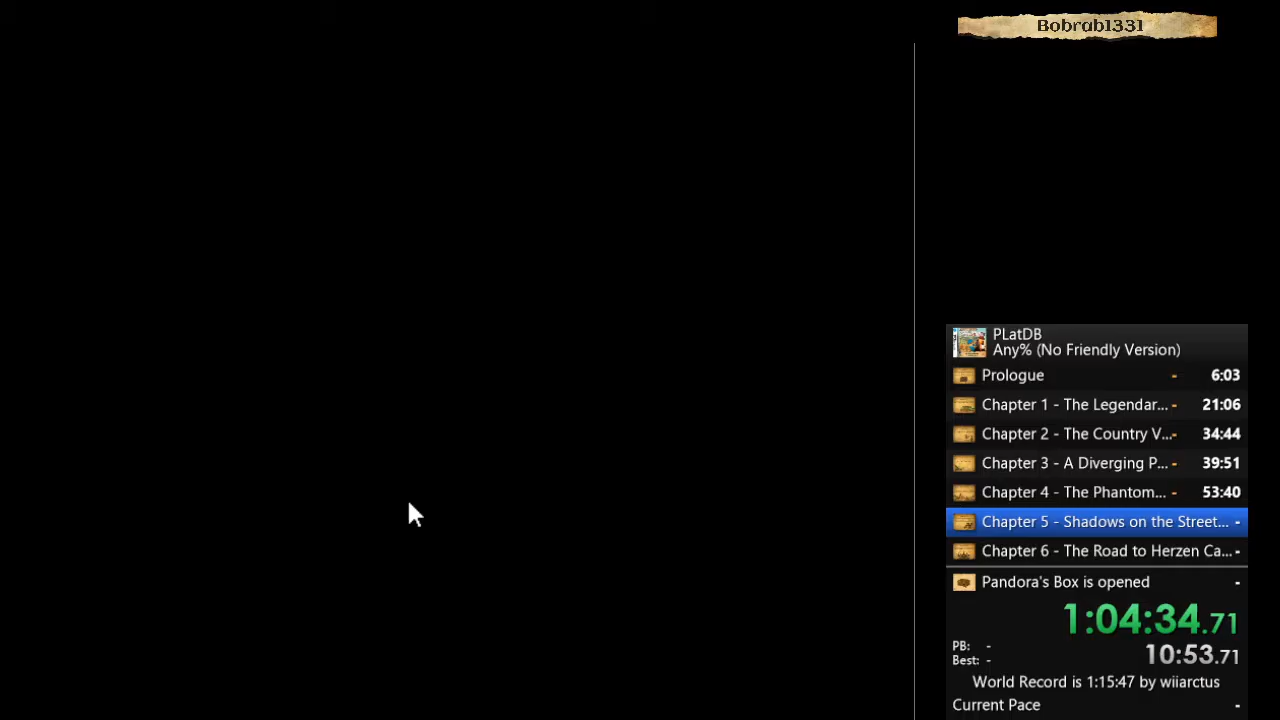 Bobrab1331
PLatDB
Any% (No Friendly Version)
Prologue - 6:03
Chapter 1 - The Legendar... - 21:06
Chapter 2 - The Country V... - 34:44
Chapter 3 - A Diverging P... - 39:51
Chapter 4 - The Phantom... - 53:40
Chapter 5 - Shadows on the Street... -
Chapter 6 - The Road to Herzen Ca... -
Pandora's Box is opened -
1:04:34.71
PB: -
Best: -
10:53.71
World Record is 1:15:47 by wiiarctus
Current Pace -